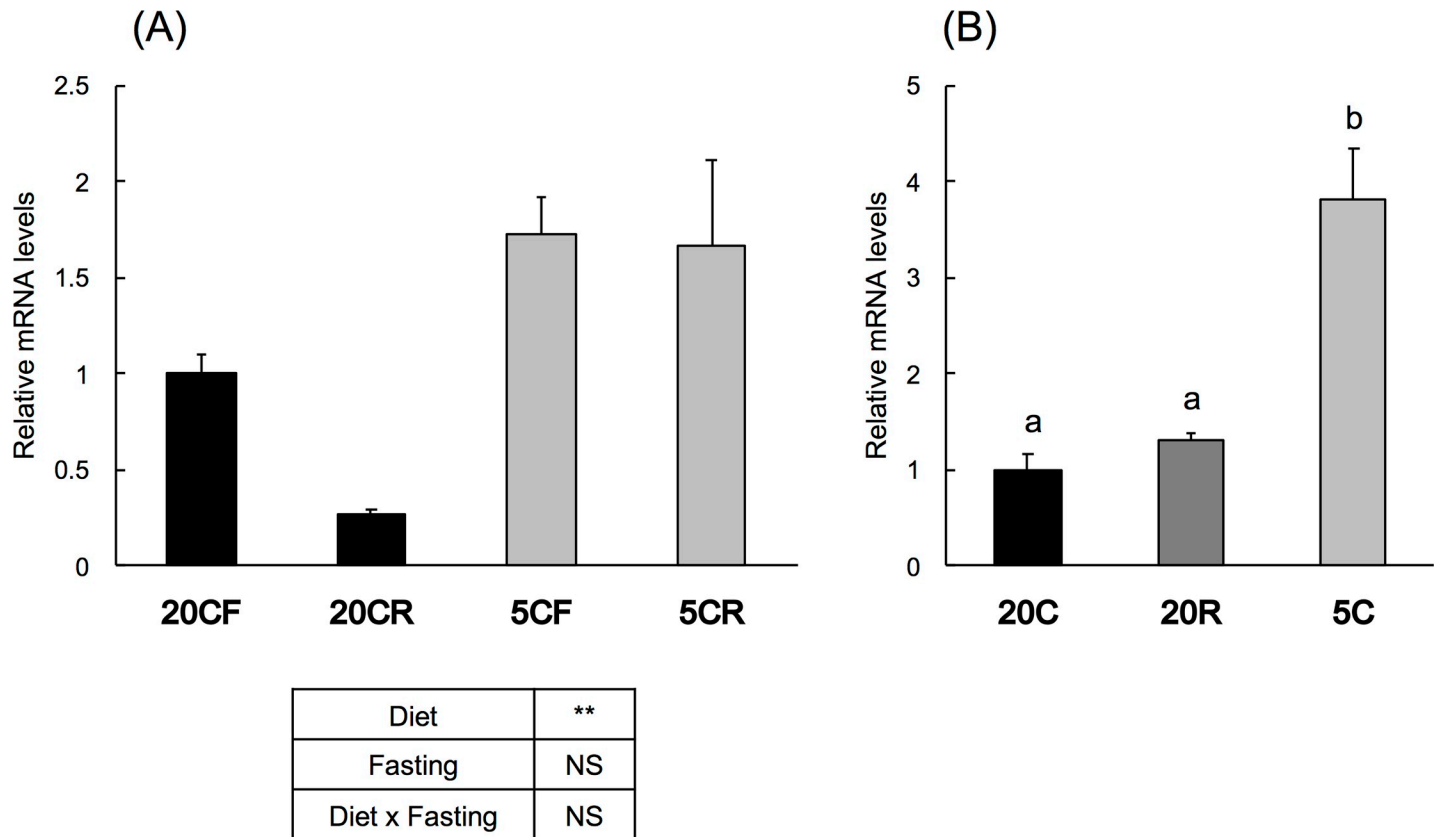 (A)
Relative mRNA levels
2.5
2
1.5
1
0.5
0
20CF 20CR 5CF 5CR
Diet **
Fasting NS
Diet x Fasting NS
(B)
Relative mRNA levels
5
4
3
2
1
0
a a b
20C 20R 5C